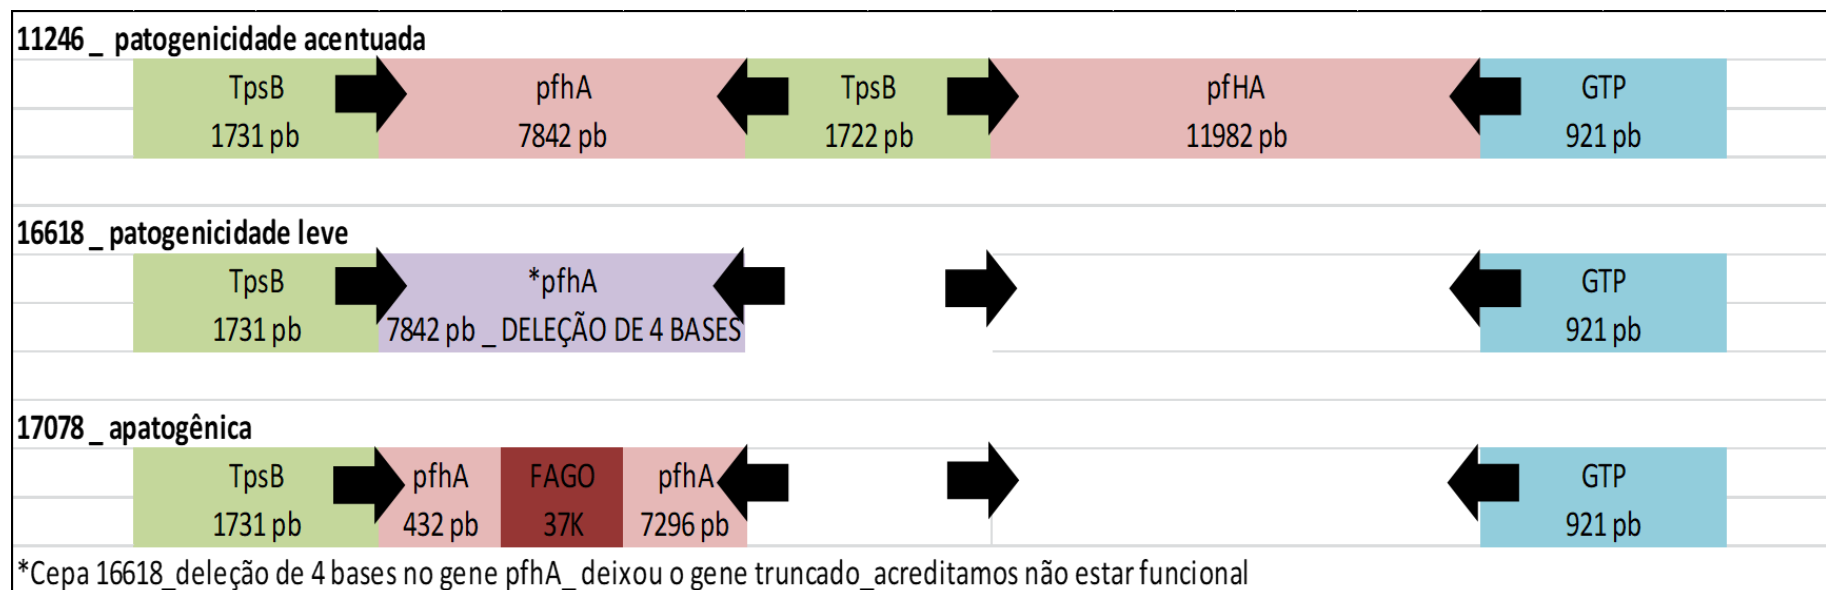 11246_ patogenicidade acentuada
TpsB pfhA TpsB pfHA GTP
1731 pb 7842 pb 1722 pb 11982 pb 921 pb
16618_ patogenicidade leve
TpsB *pfhA GTP
1731 pb 7842 pb _ DELEÇÃO DE 4 BASES 921 pb
17078_ apatogênica
TpsB pfhA FAGO pfhA GTP
1731 pb 432 pb 37K 7296 pb 921 pb
*Cepa 16618_deleção de 4 bases no gene pfhA_ deixou o gene truncado_acreditamos não estar funcional